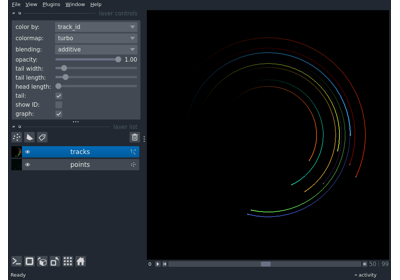 File View Plugins Window Help
layer controls
color by: track_id
colormap: turbo
blending: additive
opacity: 1.00
tail width:
tail length:
head length:
tail:
show ID:
graph:
layer list
tracks
points
50 99
Ready
activity